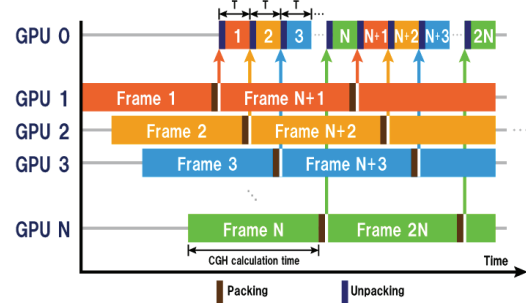 T T T ...
GPU 0 1 2 3 ... N N+1 N+2 N+3 ... 2N
GPU 1 Frame 1 Frame N+1
GPU 2 Frame 2 Frame N+2 ...
GPU 3 Frame 3 Frame N+3
...
GPU N Frame N Frame 2N
CGH calculation time Time
Packing Unpacking